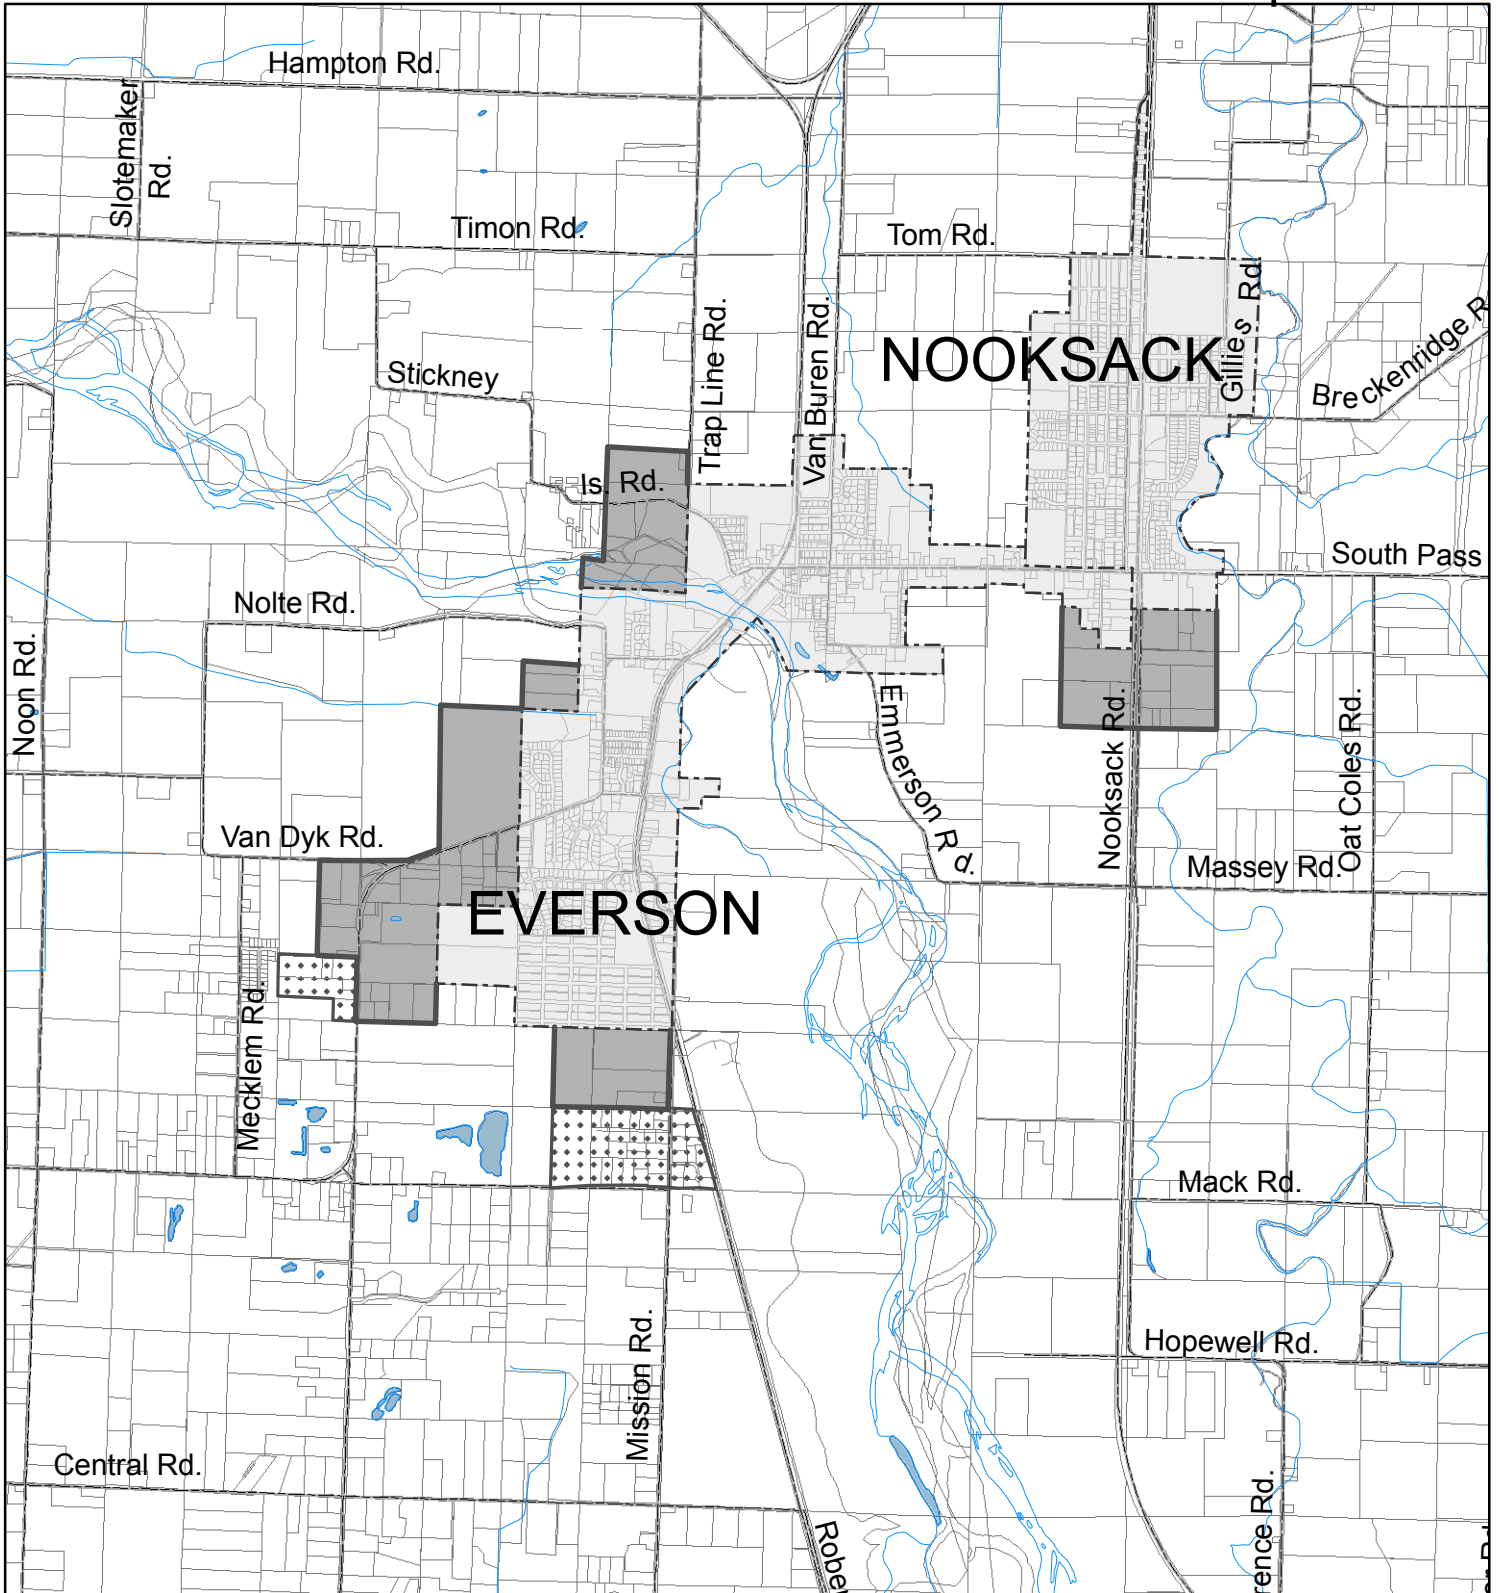 Hampton Rd.
Slotemaker
Rd.
Timon Rd.
Tom Rd.
Gillies Rd
Trap Line Rd.
Van Buren Rd.
NOOKSACK
Breckenridge R
Stickney
Is. Rd.
South Pass
Nolte Rd.
Noon Rd.
Emmerson Rd.
Nooksack Rd.
Oat Coles Rd.
Van Dyk Rd.
Massey Rd.
EVERSON
Mecklem Rd.
Mack Rd.
Mission Rd.
Hopewell Rd.
Central Rd.
Robe
rence Rd.